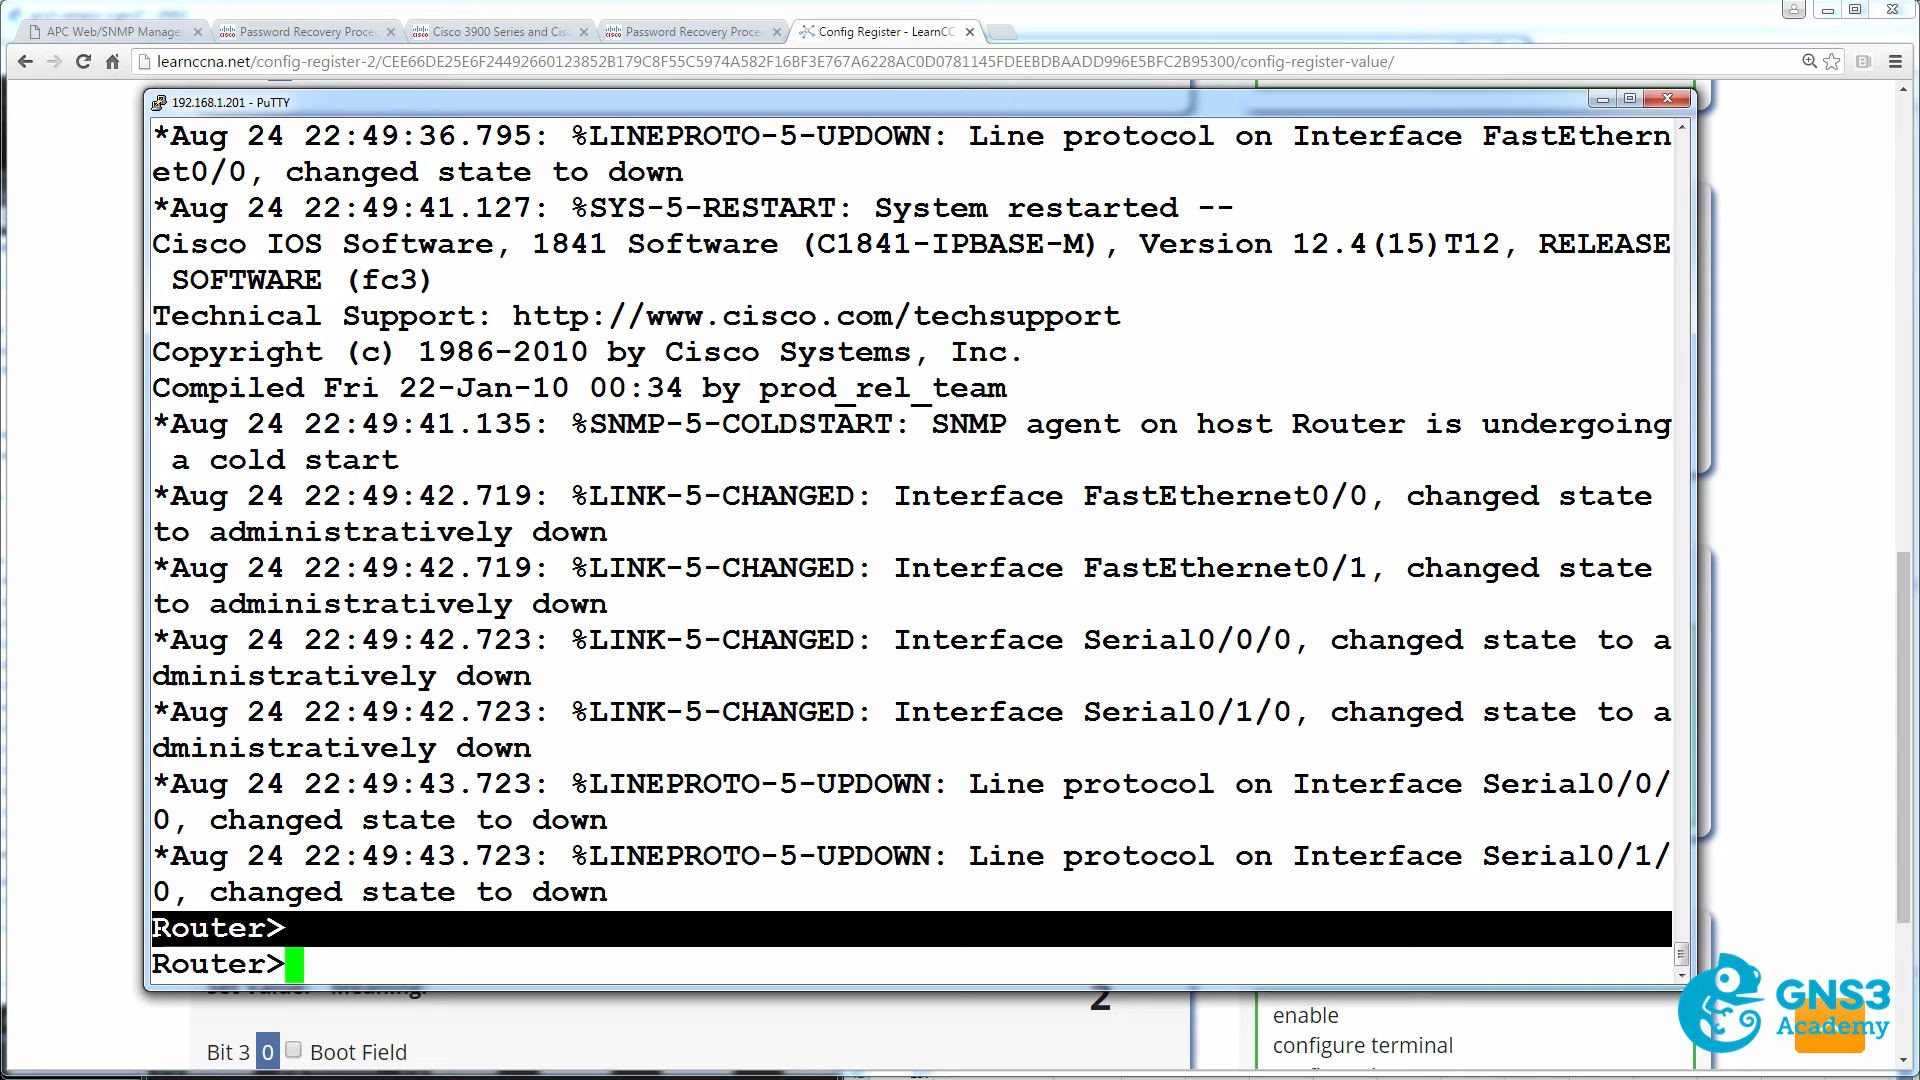 APC Web/SNMP Manage
Password Recovery Proce
Cisco 3900 Series and Cis
Password Recovery Proce
Config Register - LearnCC
learnccna.net/config-register-2/CEE66DE25E6F24492660123852B179C8F55C5974A582F16BF3E767A6228AC0D0781145FDEEBDBAADD996E5BFC2B95300/config-register-value/
192.168.1.201 - PuTTY
*Aug 24 22:49:36.795: %LINEPROTO-5-UPDOWN: Line protocol on Interface FastEthern
et0/0, changed state to down
*Aug 24 22:49:41.127: %SYS-5-RESTART: System restarted --
Cisco IOS Software, 1841 Software (C1841-IPBASE-M), Version 12.4(15)T12, RELEASE
SOFTWARE (fc3)
Technical Support: http://www.cisco.com/techsupport
Copyright (c) 1986-2010 by Cisco Systems, Inc.
Compiled Fri 22-Jan-10 00:34 by prod_rel_team
*Aug 24 22:49:41.135: %SNMP-5-COLDSTART: SNMP agent on host Router is undergoing
a cold start
*Aug 24 22:49:42.719: %LINK-5-CHANGED: Interface FastEthernet0/0, changed state
to administratively down
*Aug 24 22:49:42.719: %LINK-5-CHANGED: Interface FastEthernet0/1, changed state
to administratively down
*Aug 24 22:49:42.723: %LINK-5-CHANGED: Interface Serial0/0/0, changed state to a
dministratively down
*Aug 24 22:49:42.723: %LINK-5-CHANGED: Interface Serial0/1/0, changed state to a
dministratively down
*Aug 24 22:49:43.723: %LINEPROTO-5-UPDOWN: Line protocol on Interface Serial0/0/
0, changed state to down
*Aug 24 22:49:43.723: %LINEPROTO-5-UPDOWN: Line protocol on Interface Serial0/1/
0, changed state to down
Router>
Router>
2
Bit 3 0 Boot Field
enable
configure terminal
GNS3
Academy